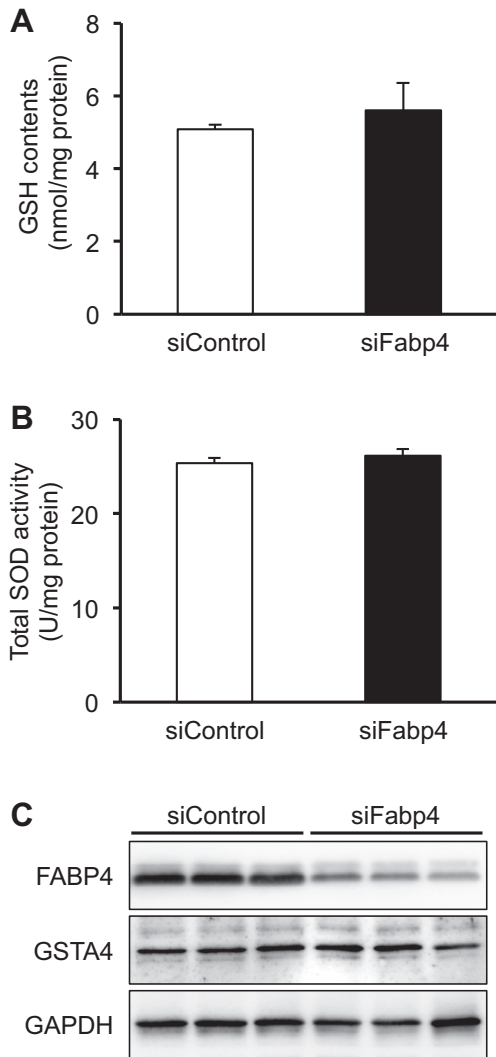 A
GSH contents
(nmol/mg protein)
8
6
4
2
0
siControl siFabp4
B
Total SOD activity
(U/mg protein)
30
20
10
0
siControl siFabp4
C
siControl siFabp4
FABP4
GSTA4
GAPDH